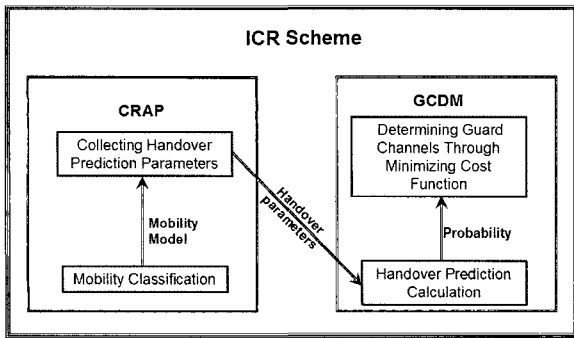 ICR Scheme
CRAP
Collecting Handover
Prediction Parameters
Mobility
Model
Mobility Classification
Handover
parameters
GCDM
Determining Guard
Channels Through
Minimizing Cost
Function
Probability
Handover Prediction
Calculation